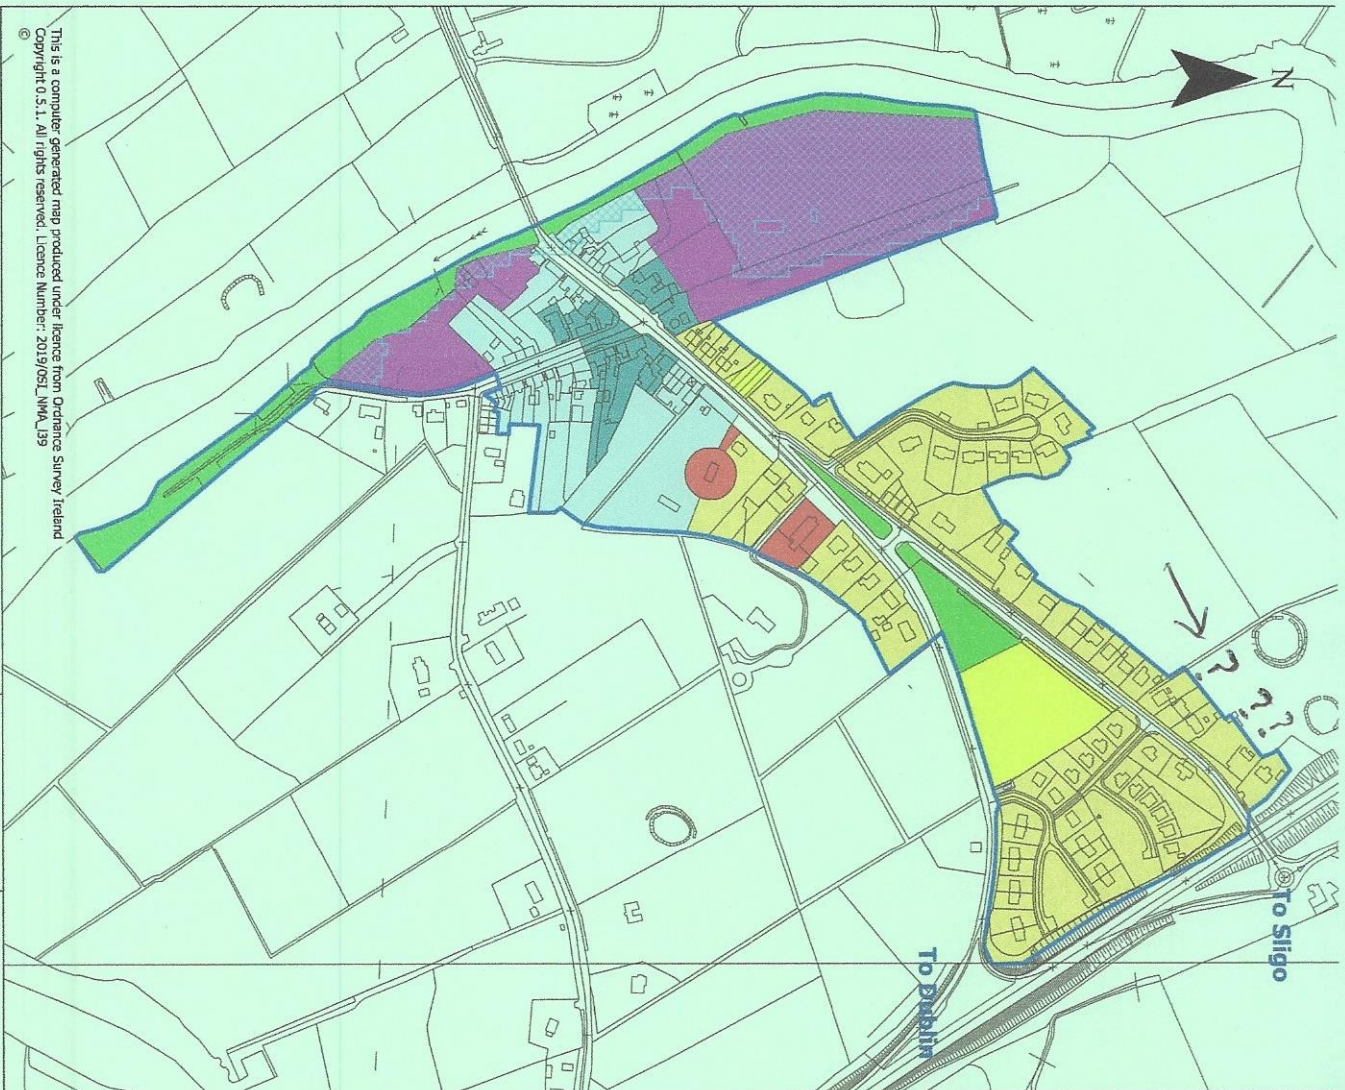 N
? ? ?
To Sligo
To Dublin
This is a computer generated map produced under licence from Ordnance Survey Ireland
Copyright O.S.I. All rights reserved. Licence Number: 2019/OSI_NMA_139
©